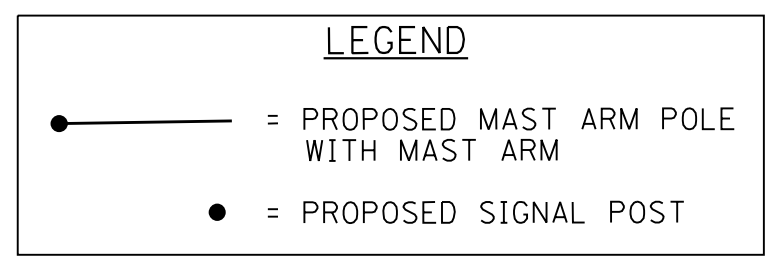 LEGEND
= PROPOSED MAST ARM POLE
WITH MAST ARM
= PROPOSED SIGNAL POST